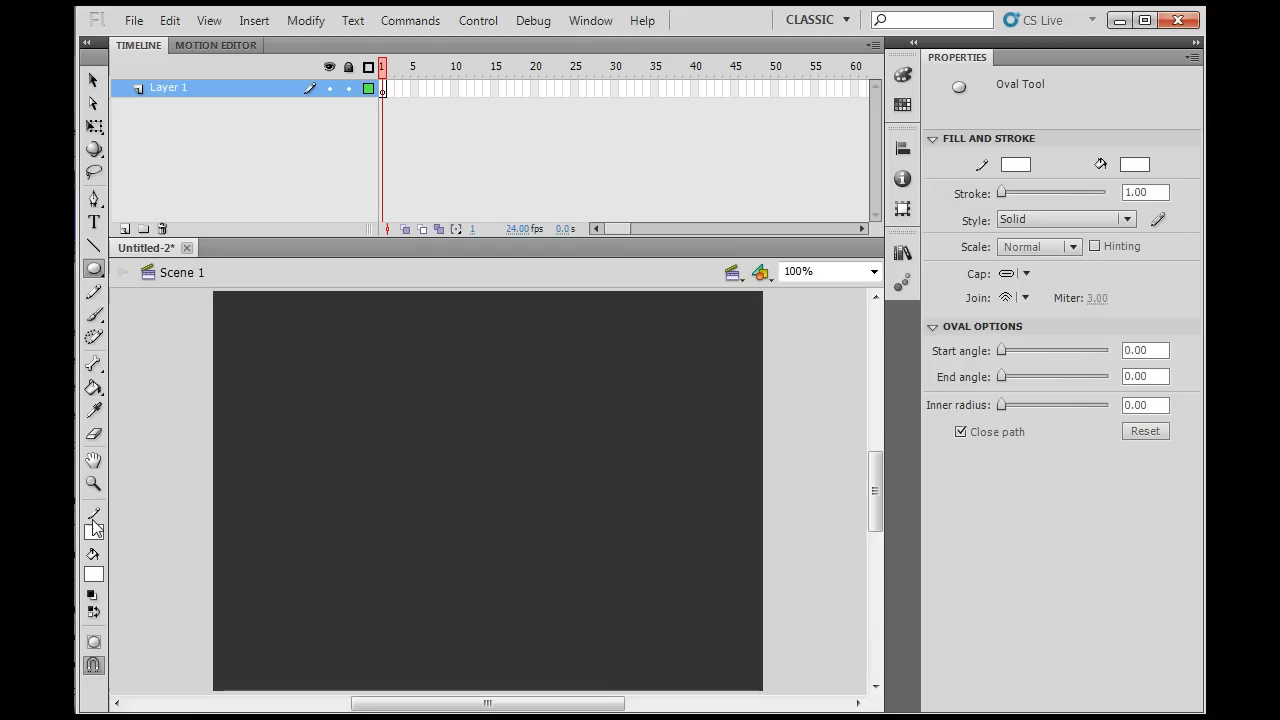 Fl File Edit View Insert Modify Text Commands Control Debug Window Help CLASSIC CS Live
TIMELINE MOTION EDITOR
1 5 10 15 20 25 30 35 40 45 50 55 60
Layer 1
1 24.00 fps 0.0 s
Untitled-2*
Scene 1 100%
T
PROPERTIES
Oval Tool
FILL AND STROKE
Stroke: 1.00
Style: Solid
Scale: Normal Hinting
Cap:
Join: Miter: 3.00
OVAL OPTIONS
Start angle: 0.00
End angle: 0.00
Inner radius: 0.00
Close path Reset